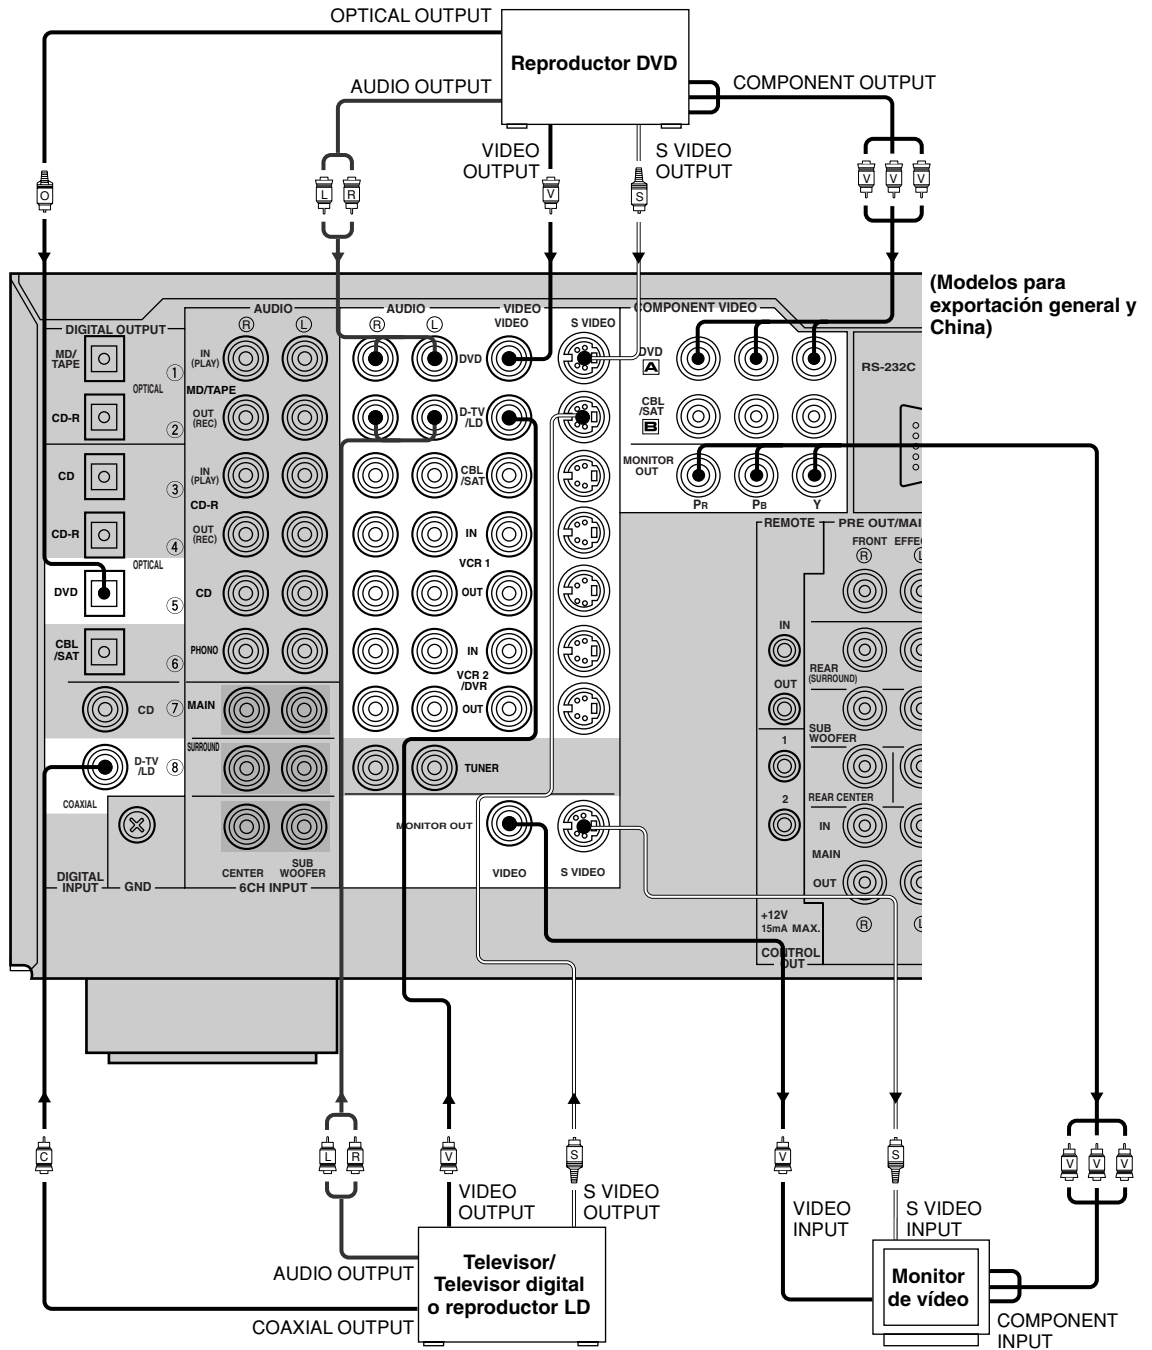 OPTICAL OUTPUT
Reproductor DVD
AUDIO OUTPUT
COMPONENT OUTPUT
VIDEO
OUTPUT
S VIDEO
OUTPUT
O
L
R
V
S
V
V
V
(Modelos para
exportación general y
China)
DIGITAL OUTPUT
MD/
TAPE
1
OPTICAL
CD-R
2
CD
3
CD-R
4
OPTICAL
DVD
5
CBL
/SAT
6
CD
7
D-TV
/LD
8
COAXIAL
DIGITAL
INPUT
GND
AUDIO
R
L
IN
(PLAY)
MD/TAPE
OUT
(REC)
IN
(PLAY)
CD-R
OUT
(REC)
CD
PHONO
MAIN
SURROUND
CENTER
SUB
WOOFER
6CH INPUT
AUDIO
R
L
VIDEO
VIDEO
S VIDEO
DVD
D-TV
/LD
CBL
/SAT
IN
VCR 1
OUT
IN
VCR 2
/DVR
OUT
TUNER
MONITOR OUT
VIDEO
S VIDEO
COMPONENT VIDEO
DVD
A
CBL
/SAT
B
MONITOR
OUT
PR
PB
Y
RS-232C
REMOTE
IN
OUT
1
2
+12V
15mA MAX.
CONTROL
OUT
PRE OUT/MAI
FRONT
EFFE
R
L
REAR
(SURROUND)
SUB
WOOFER
REAR CENTER
IN
MAIN
OUT
R
L
C
L
R
V
S
V
S
V
V
V
VIDEO
OUTPUT
S VIDEO
OUTPUT
VIDEO
INPUT
S VIDEO
INPUT
AUDIO OUTPUT
Televisor/
Televisor digital
o reproductor LD
COAXIAL OUTPUT
Monitor
de vídeo
COMPONENT
INPUT